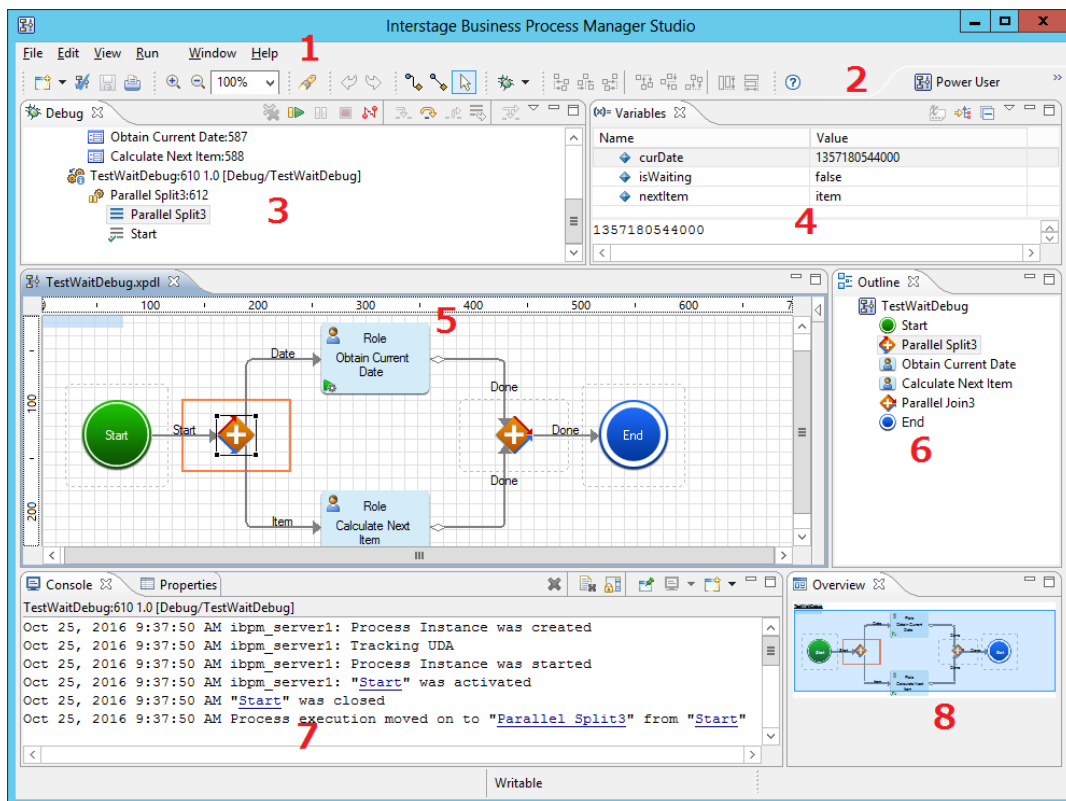 Interstage Business Process Manager Studio
File Edit View Run Window Help
1
100%
2
Power User
Debug
Obtain Current Date:587
Calculate Next Item:588
TestWaitDebug:610 1.0 [Debug/TestWaitDebug]
Parallel Split3:612
Parallel Split3
Start
3
(x)= Variables
Name Value
curDate 1357180544000
isWaiting false
nextItem item
4
1357180544000
TestWaitDebug.xpdl
0 100 200 300 400 500 600 7
100
200
5
Start
Start
Date
Item
Role
Obtain Current
Date
Role
Calculate Next
Item
Done
Done
Done
End
Outline
TestWaitDebug
Start
Parallel Split3
Obtain Current Date
Calculate Next Item
Parallel Join3
End
6
Console Properties
TestWaitDebug:610 1.0 [Debug/TestWaitDebug]
Oct 25, 2016 9:37:50 AM ibpm_server1: Process Instance was created
Oct 25, 2016 9:37:50 AM ibpm_server1: Tracking UDA
Oct 25, 2016 9:37:50 AM ibpm_server1: Process Instance was started
Oct 25, 2016 9:37:50 AM ibpm_server1: "Start" was activated
Oct 25, 2016 9:37:50 AM "Start" was closed
Oct 25, 2016 9:37:50 AM Process execution moved on to "Parallel Split3" from "Start"
7
Overview
8
Writable